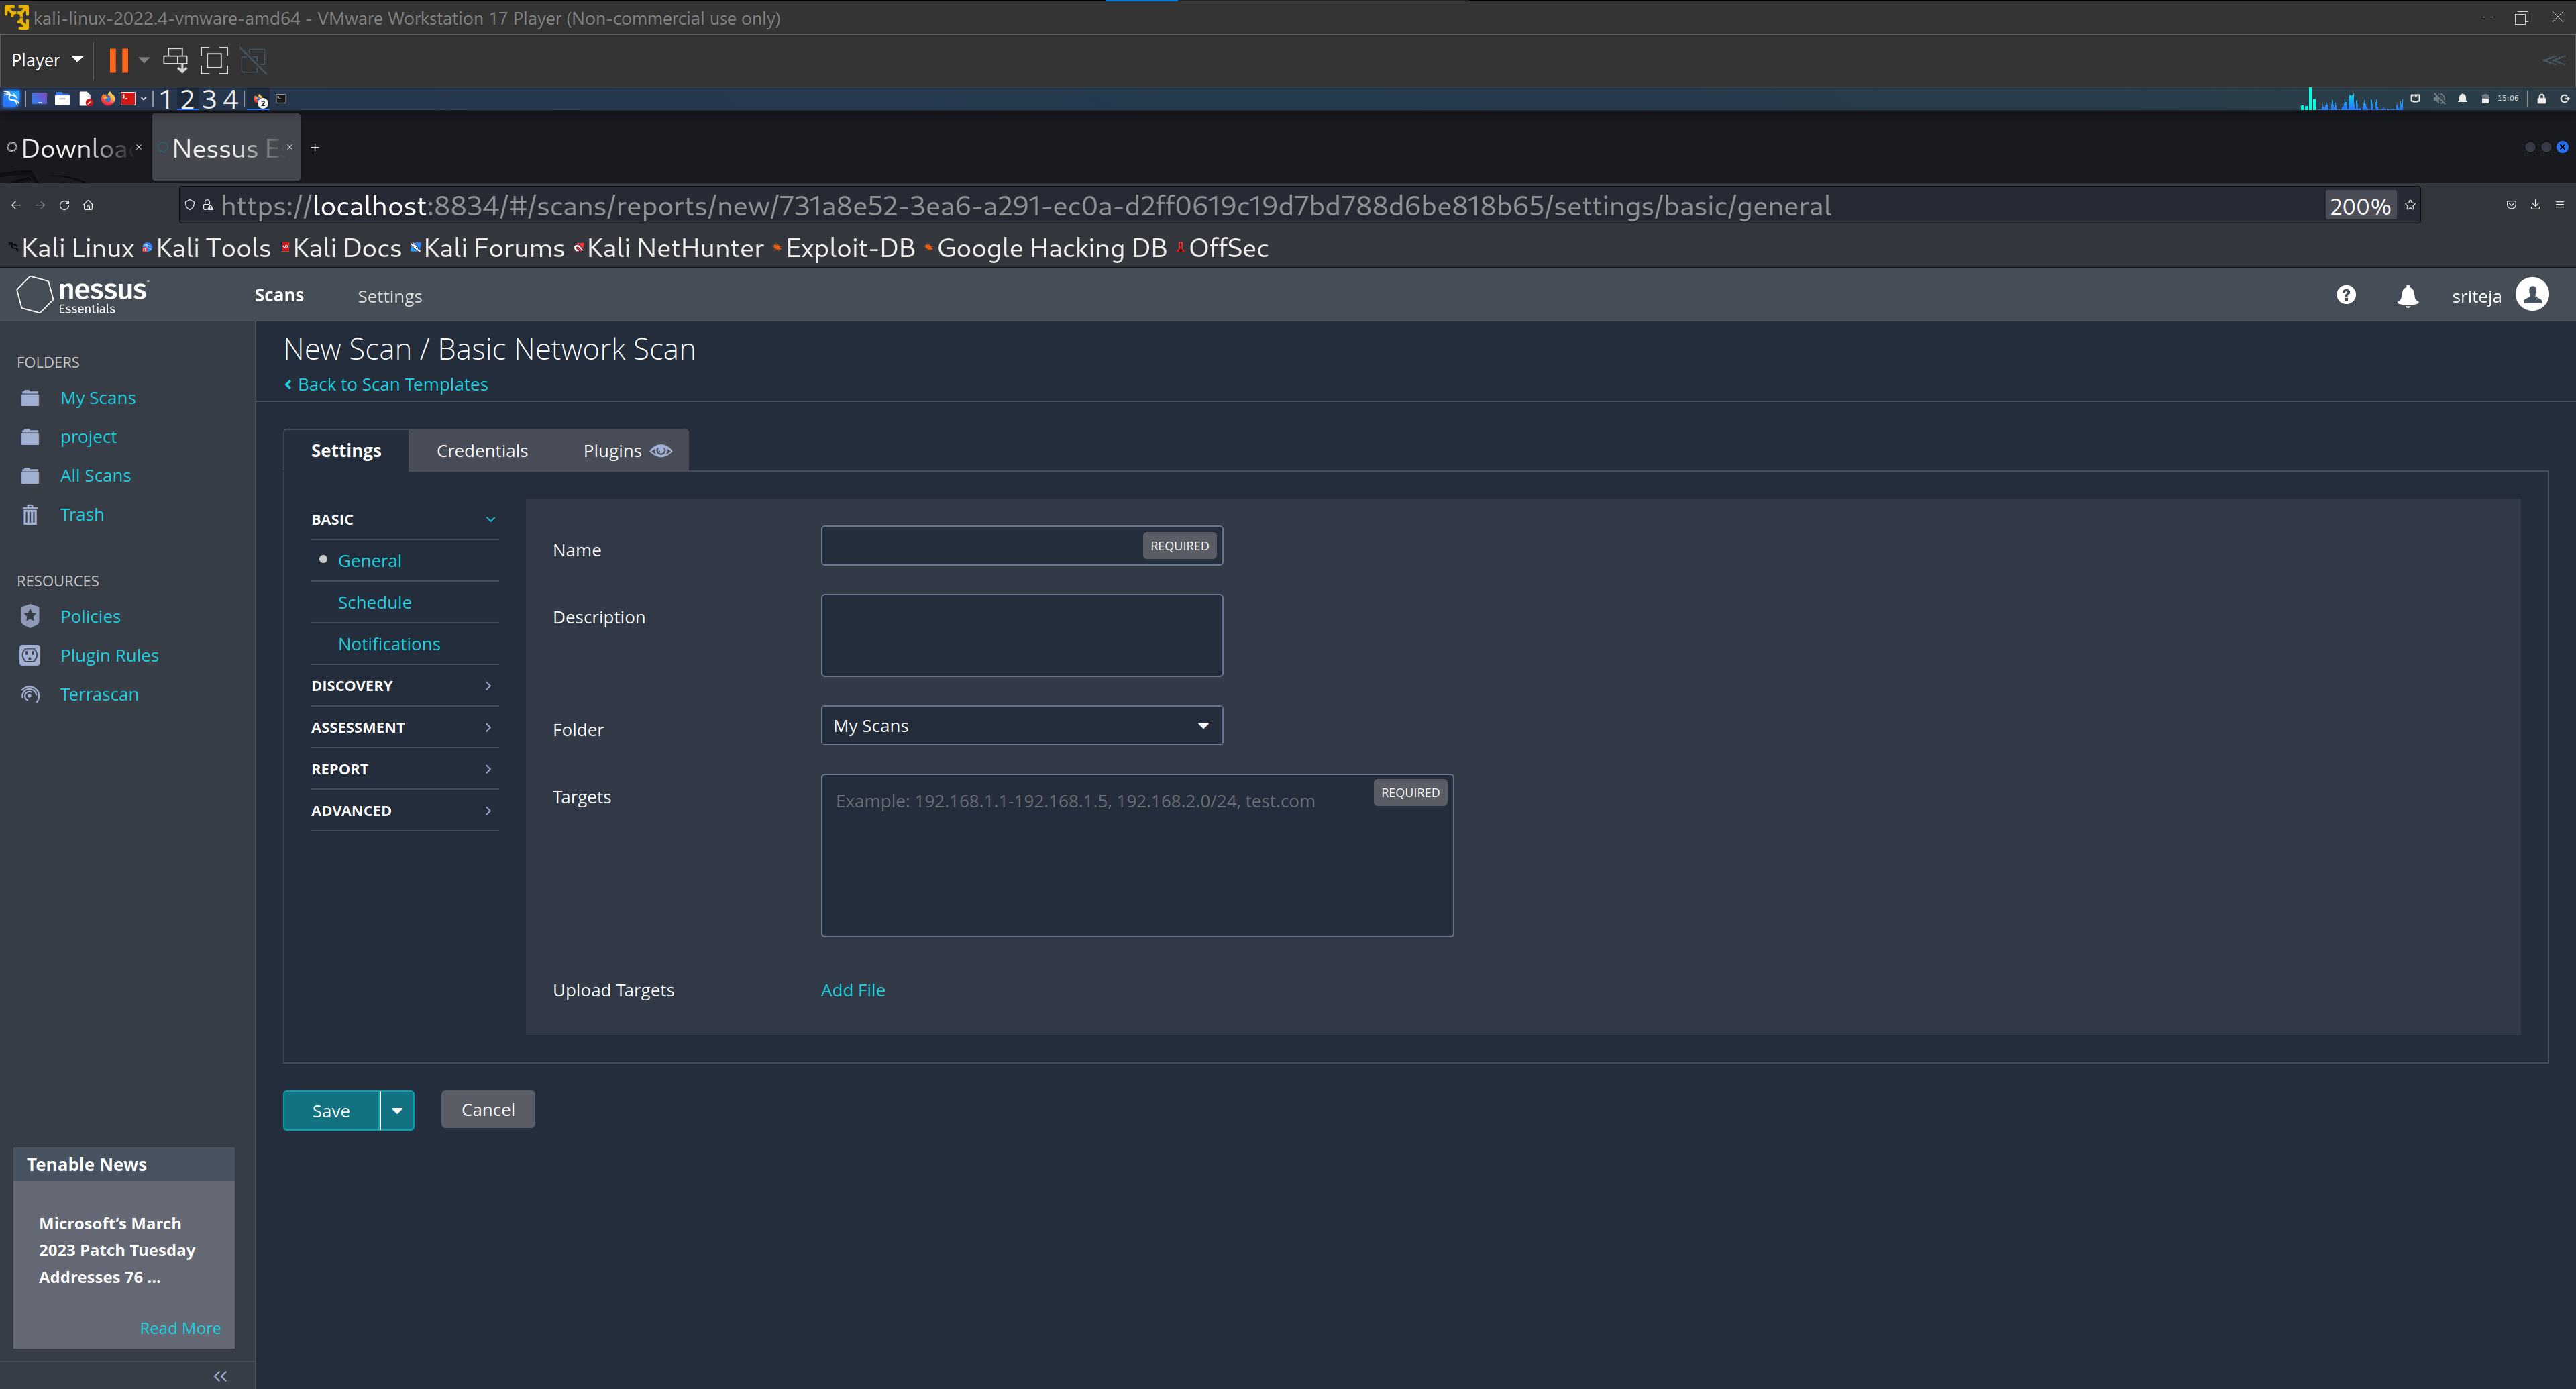 kali-linux-2022.4-vmware-amd64 - VMware Workstation 17 Player (Non-commercial use only)
Player
1 2 3 4
2
15:06
Downloa
Nessus E
https://localhost:8834/#/scans/reports/new/731a8e52-3ea6-a291-ec0a-d2ff0619c19d7bd788d6be818b65/settings/basic/general
200%
Kali Linux Kali Tools Kali Docs Kali Forums Kali NetHunter Exploit-DB Google Hacking DB OffSec
nessus
Essentials
Scans
Settings
sriteja
FOLDERS
My Scans
project
All Scans
Trash
RESOURCES
Policies
Plugin Rules
Terrascan
Tenable News
Microsoft's March
2023 Patch Tuesday
Addresses 76 ...
Read More
New Scan / Basic Network Scan
Back to Scan Templates
Settings
Credentials
Plugins
BASIC
General
Schedule
Notifications
DISCOVERY
ASSESSMENT
REPORT
ADVANCED
Name
REQUIRED
Description
Folder
My Scans
Targets
Example: 192.168.1.1-192.168.1.5, 192.168.2.0/24, test.com
REQUIRED
Upload Targets
Add File
Save
Cancel